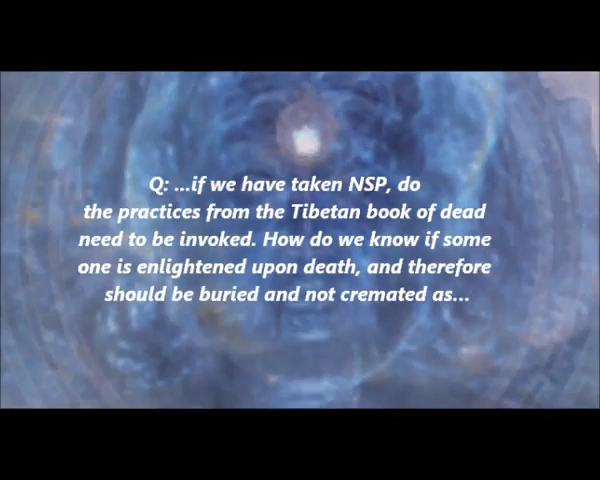 Q: ...if we have taken NSP, do
the practices from the Tibetan book of dead
need to be invoked. How do we know if some
one is enlightened upon death, and therefore
should be buried and not cremated as...